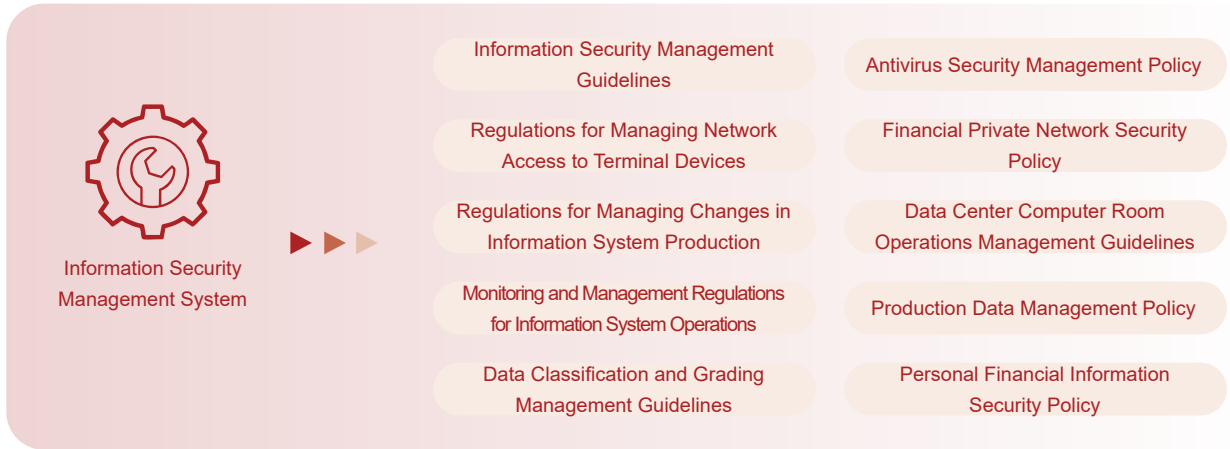 Information Security
Management System
Information Security Management
Guidelines
Regulations for Managing Network
Access to Terminal Devices
Regulations for Managing Changes in
Information System Production
Monitoring and Management Regulations
for Information System Operations
Data Classification and Grading
Management Guidelines
Antivirus Security Management Policy
Financial Private Network Security
Policy
Data Center Computer Room
Operations Management Guidelines
Production Data Management Policy
Personal Financial Information
Security Policy